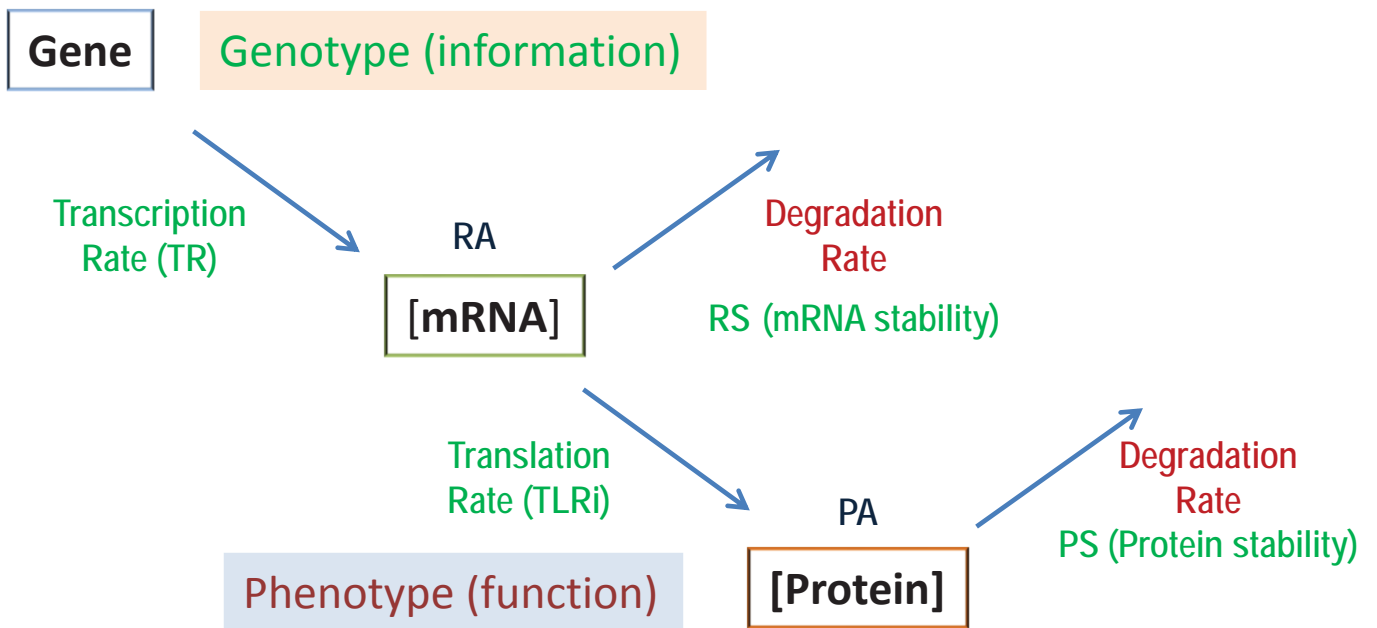 Gene
Genotype (information)
Transcription
Rate (TR)
RA
[mRNA]
Degradation
Rate
RS (mRNA stability)
Translation
Rate (TLRi)
PA
[Protein]
Degradation
Rate
PS (Protein stability)
Phenotype (function)